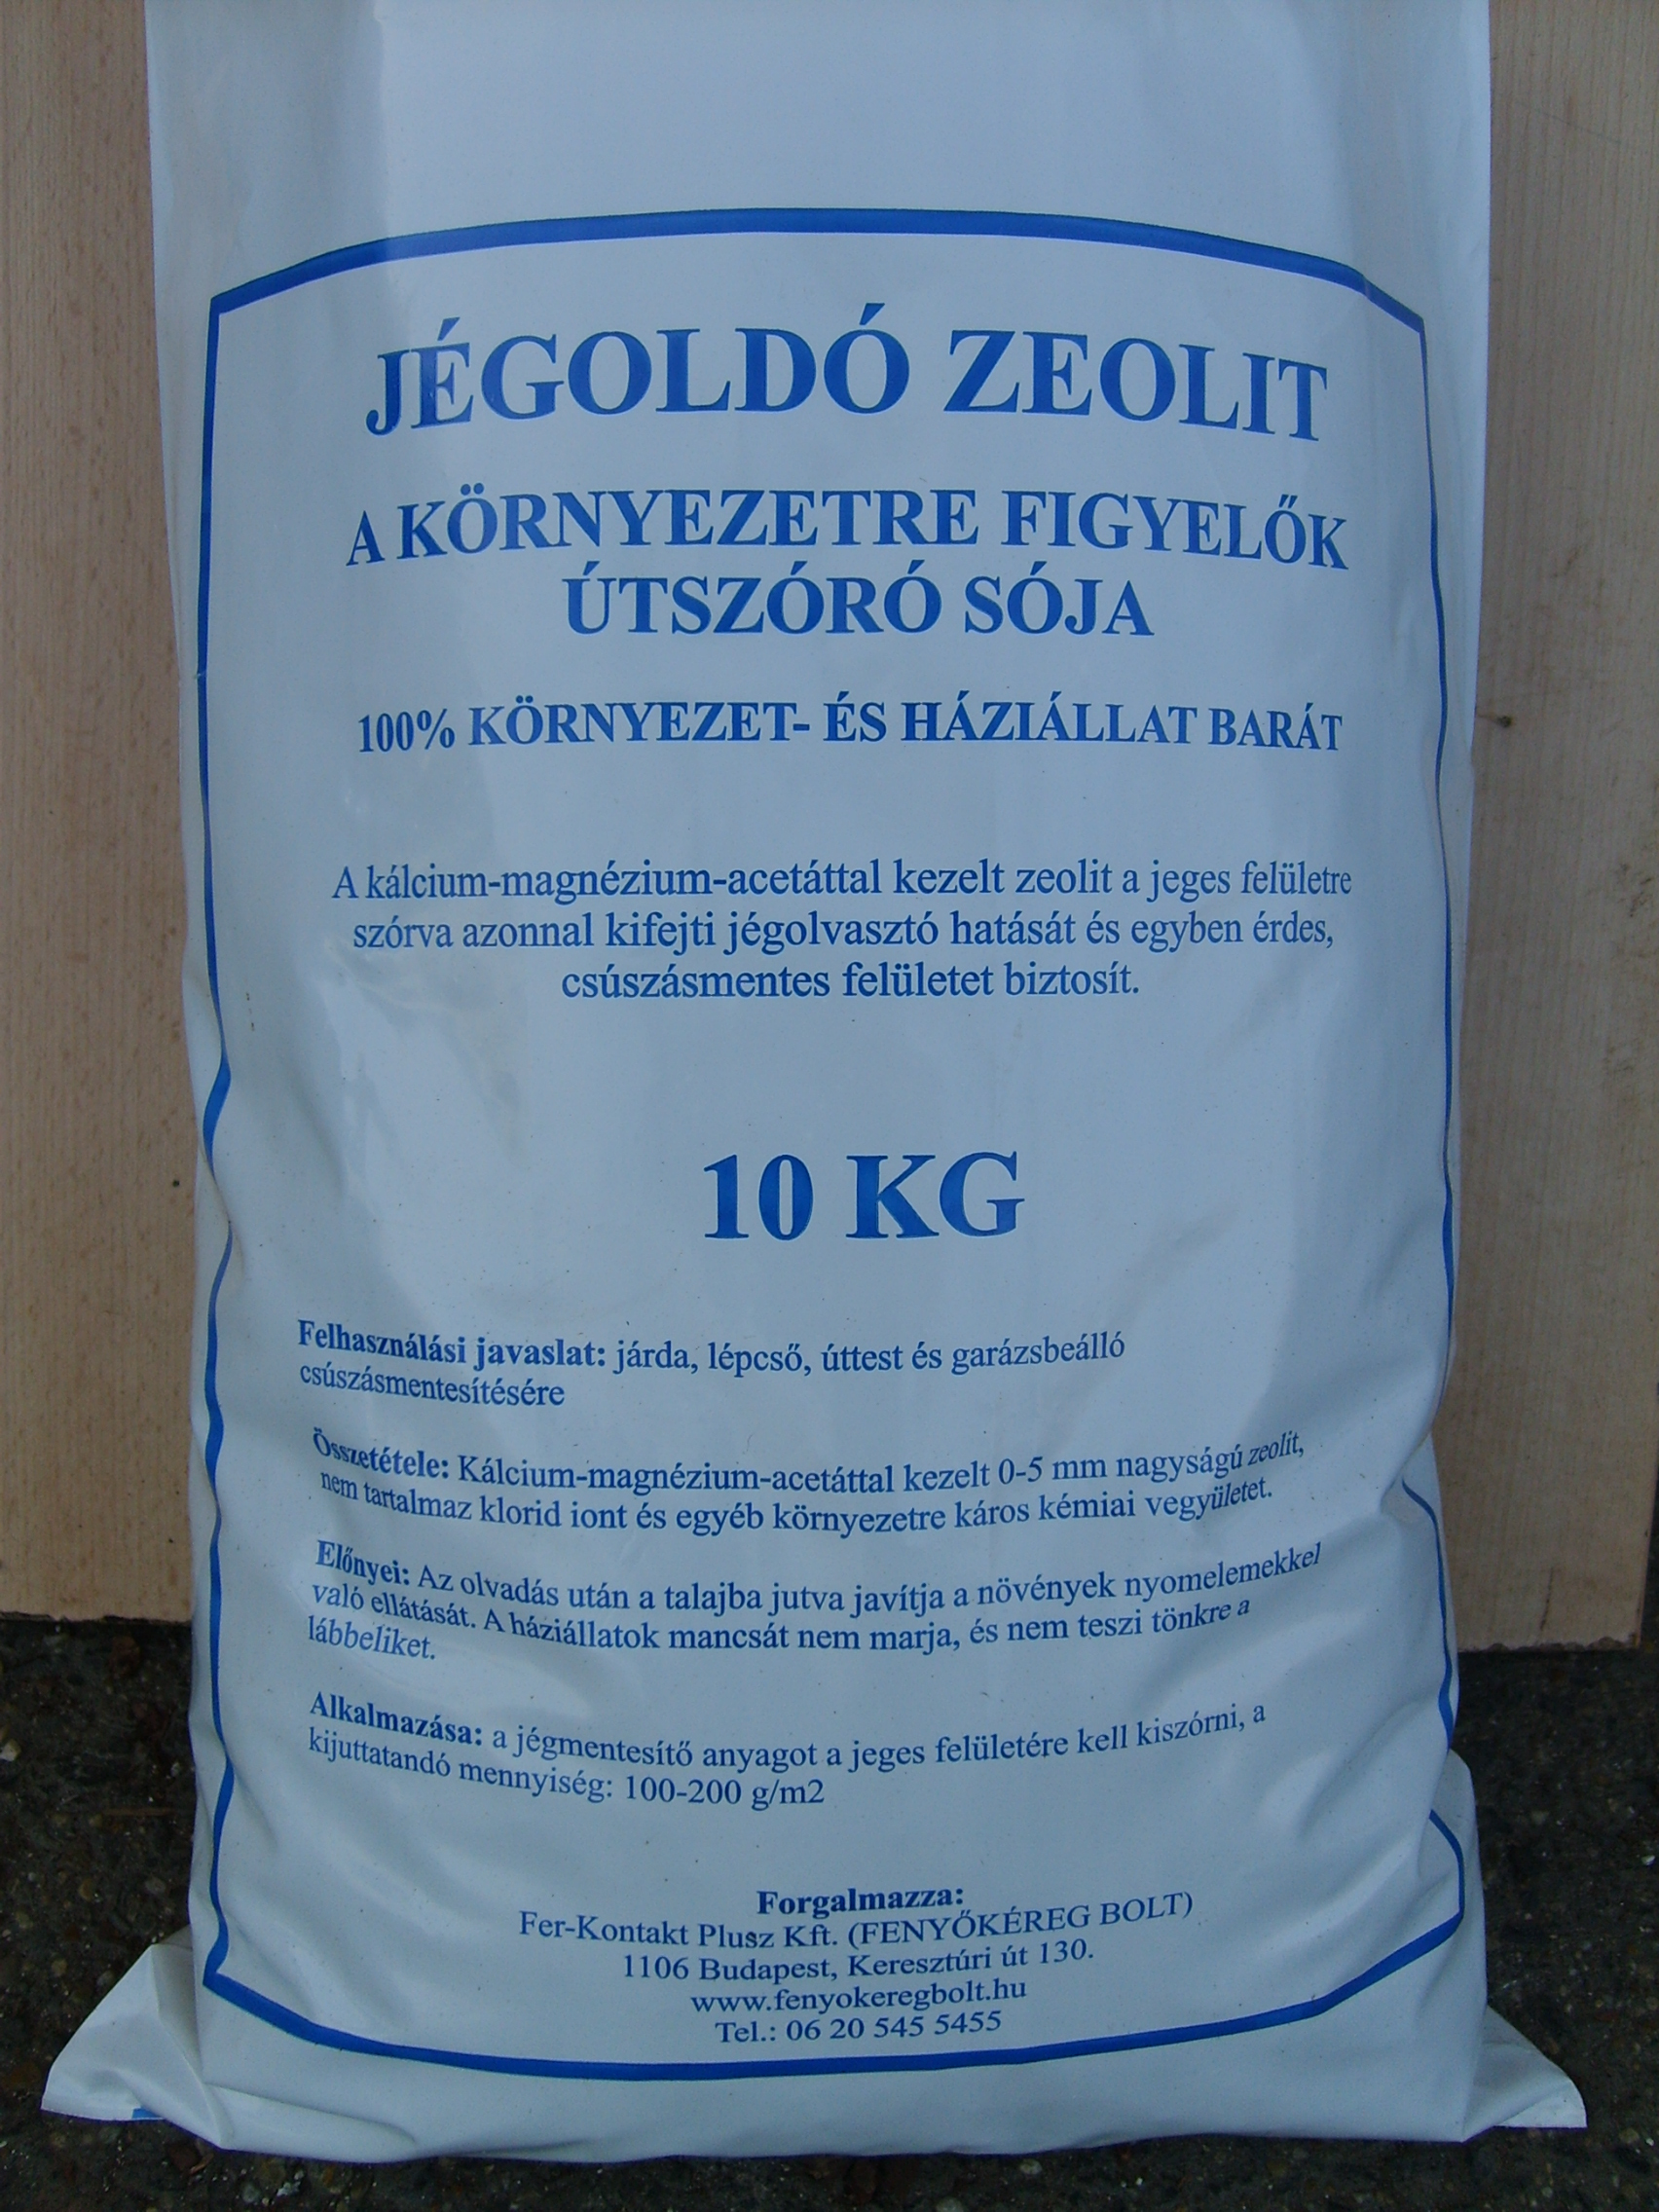 JÉGOLDÓ ZEOLIT
A KÖRNYEZETRE FIGYELŐK
ÚTSZÓRÓ SÓJA
100% KÖRNYEZET- ÉS HÁZIÁLLAT BARÁT
A kálcium-magnézium-acetáttal kezelt zeolit a jeges felületre
szórva azonnal kifejti jégolvasztó hatását és egyben érdes,
csúszásmentes felületet biztosít.
10 KG
Felhasználási javaslat: járda, lépcső, úttest és garázsbeálló
csúszásmentesítésére
Összetétele: Kálcium-magnézium-acetáttal kezelt 0-5 mm nagyságú zeolit,
nem tartalmaz klorid iont és egyéb környezetre káros kémiai vegyületet.
Előnyei: Az olvadás után a talajba jutva javítja a növények nyomelemekkel
való ellátását. A háziállatok mancsát nem marja, és nem teszi tönkre a
lábbeliket.
Alkalmazása: a jégmentesítő anyagot a jeges felületére kell kiszórni, a
kijuttatandó mennyiség: 100-200 g/m2
Forgalmazza:
Fer-Kontakt Plusz Kft. (FENYŐKÉREG BOLT)
1106 Budapest, Keresztúri út 130.
www.fenyokeregbolt.hu
Tel.: 06 20 545 5455